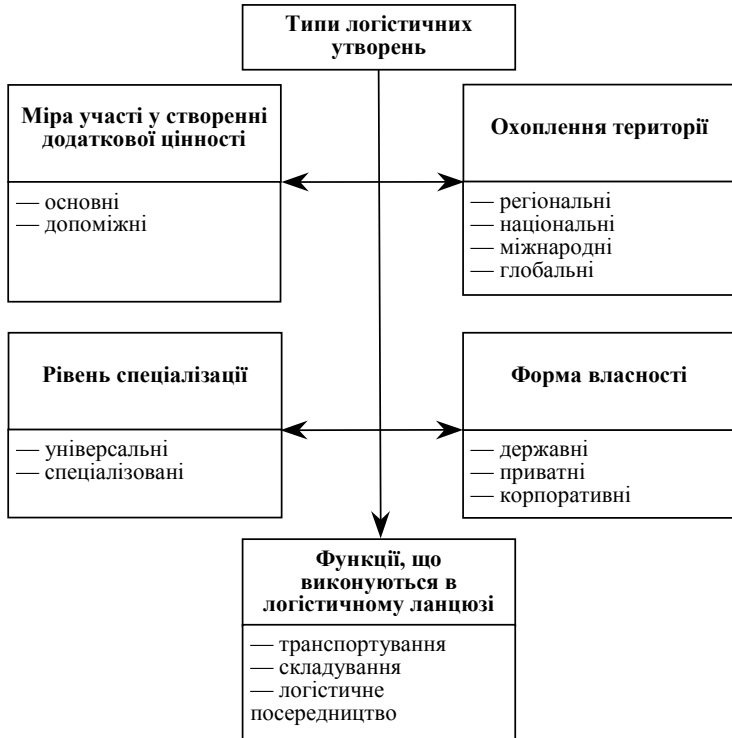 Типи логістичних
утворень
Міра участі у створенні
додаткової цінності
— основні
— допоміжні
Охоплення території
— регіональні
— національні
— міжнародні
— глобальні
Рівень спеціалізації
— універсальні
— спеціалізовані
Форма власності
— державні
— приватні
— корпоративні
Функції, що
виконуються в
логістичному ланцюзі
— транспортування
— складування
— логістичне
посередництво